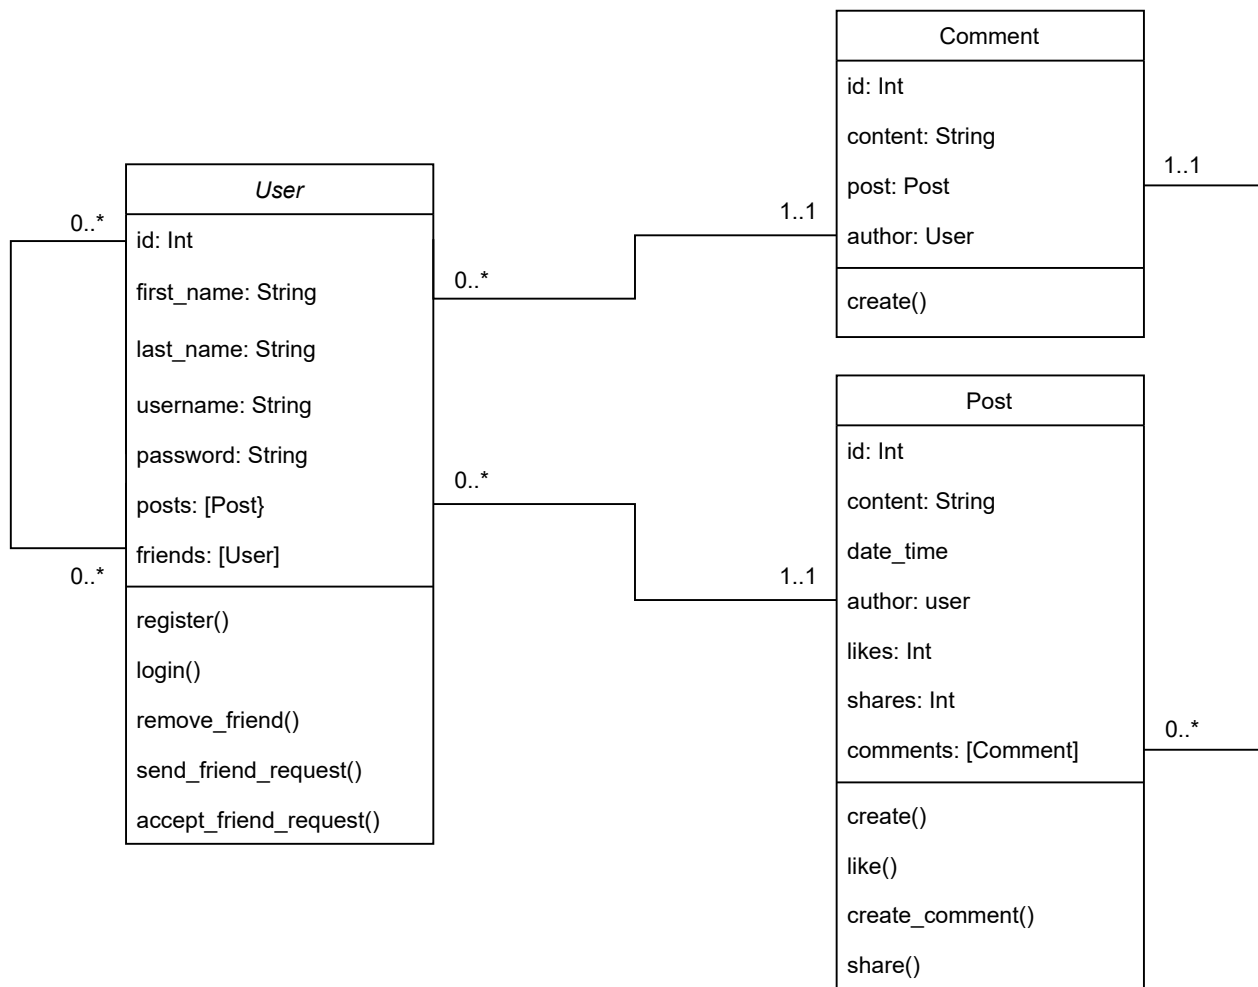 Comment
id: Int
content: String
post: Post
author: User
create()
1..1
1..1
User
id: Int
first_name: String
last_name: String
username: String
password: String
posts: [Post}
friends: [User]
register()
login()
remove_friend()
send_friend_request()
accept_friend_request()
0..*
0..*
0..*
0..*
1..1
Post
id: Int
content: String
date_time
author: user
likes: Int
shares: Int
comments: [Comment]
create()
like()
create_comment()
share()
0..*